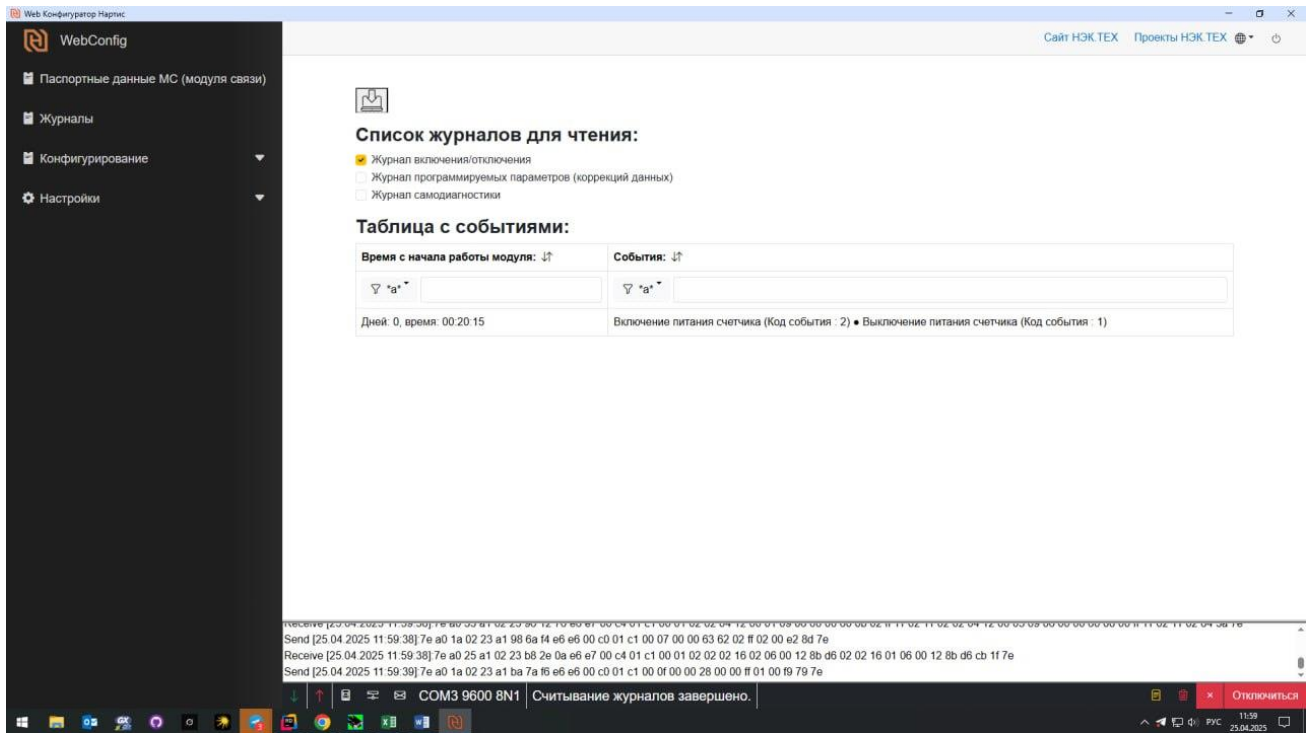 Web Конфигуратор Нартис
WebConfig
Сайт НЭК.ТЕХ Проекты НЭК.ТЕХ
Паспортные данные МС (модуля связи)
Журналы
Конфигурирование
Настройки
Список журналов для чтения:
Журнал включения/отключения
Журнал программируемых параметров (коррекций данных)
Журнал самодиагностики
Таблица с событиями:
Время с начала работы модуля: События:
*a* *a*
Дней: 0, время: 00:20:15 Включение питания счетчика (Код события : 2) ● Выключение питания счетчика (Код события : 1)
Send [25.04.2025 11:59:38]:7e a0 1a 02 23 a1 98 6a f4 e6 e6 00 c0 01 c1 00 07 00 00 63 62 02 ff 02 00 e2 8d 7e
Receive [25.04.2025 11:59:38]:7e a0 25 a1 02 23 b8 2e 0a e6 e7 00 c4 01 c1 00 01 02 02 02 16 02 06 00 12 8b d6 02 02 16 01 06 00 12 8b d6 cb 1f 7e
Send [25.04.2025 11:59:39]:7e a0 1a 02 23 a1 ba 7a f6 e6 e6 00 c0 01 c1 00 0f 00 00 28 00 00 ff 01 00 f9 79 7e
COM3 9600 8N1 Считывание журналов завершено. Отключиться
РУС 11:59
25.04.2025